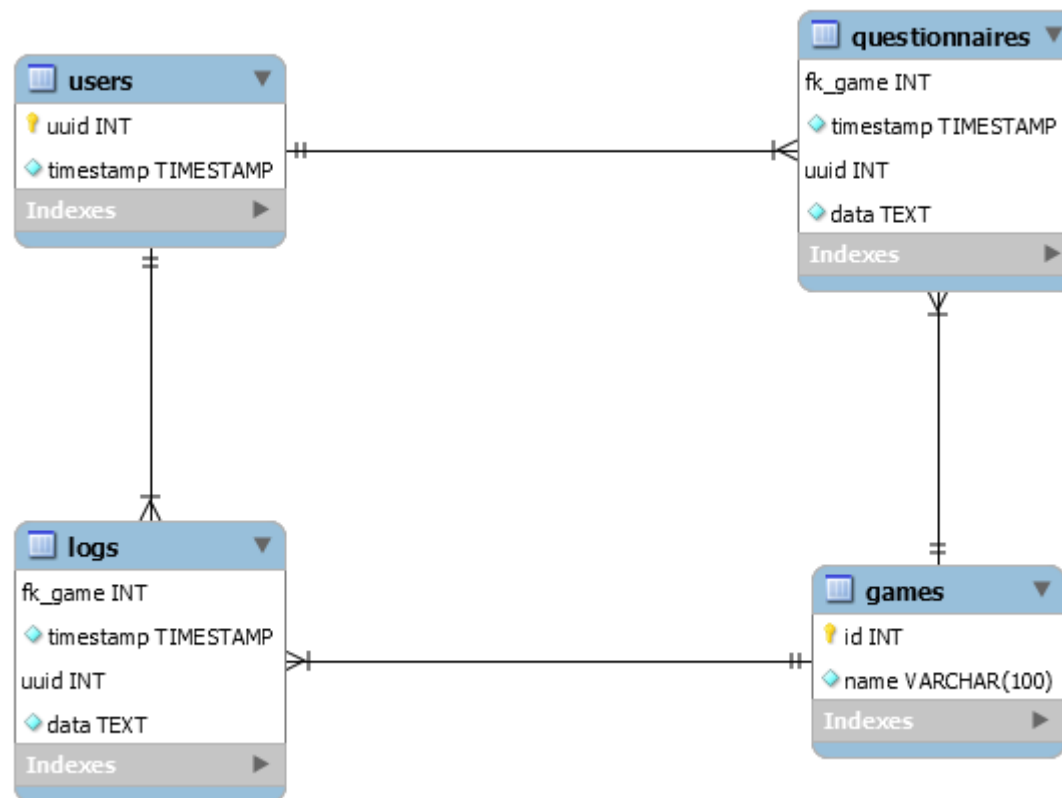 users
uuid INT
timestamp TIMESTAMP
Indexes
questionnaires
fk_game INT
timestamp TIMESTAMP
uuid INT
data TEXT
Indexes
logs
fk_game INT
timestamp TIMESTAMP
uuid INT
data TEXT
Indexes
games
id INT
name VARCHAR(100)
Indexes